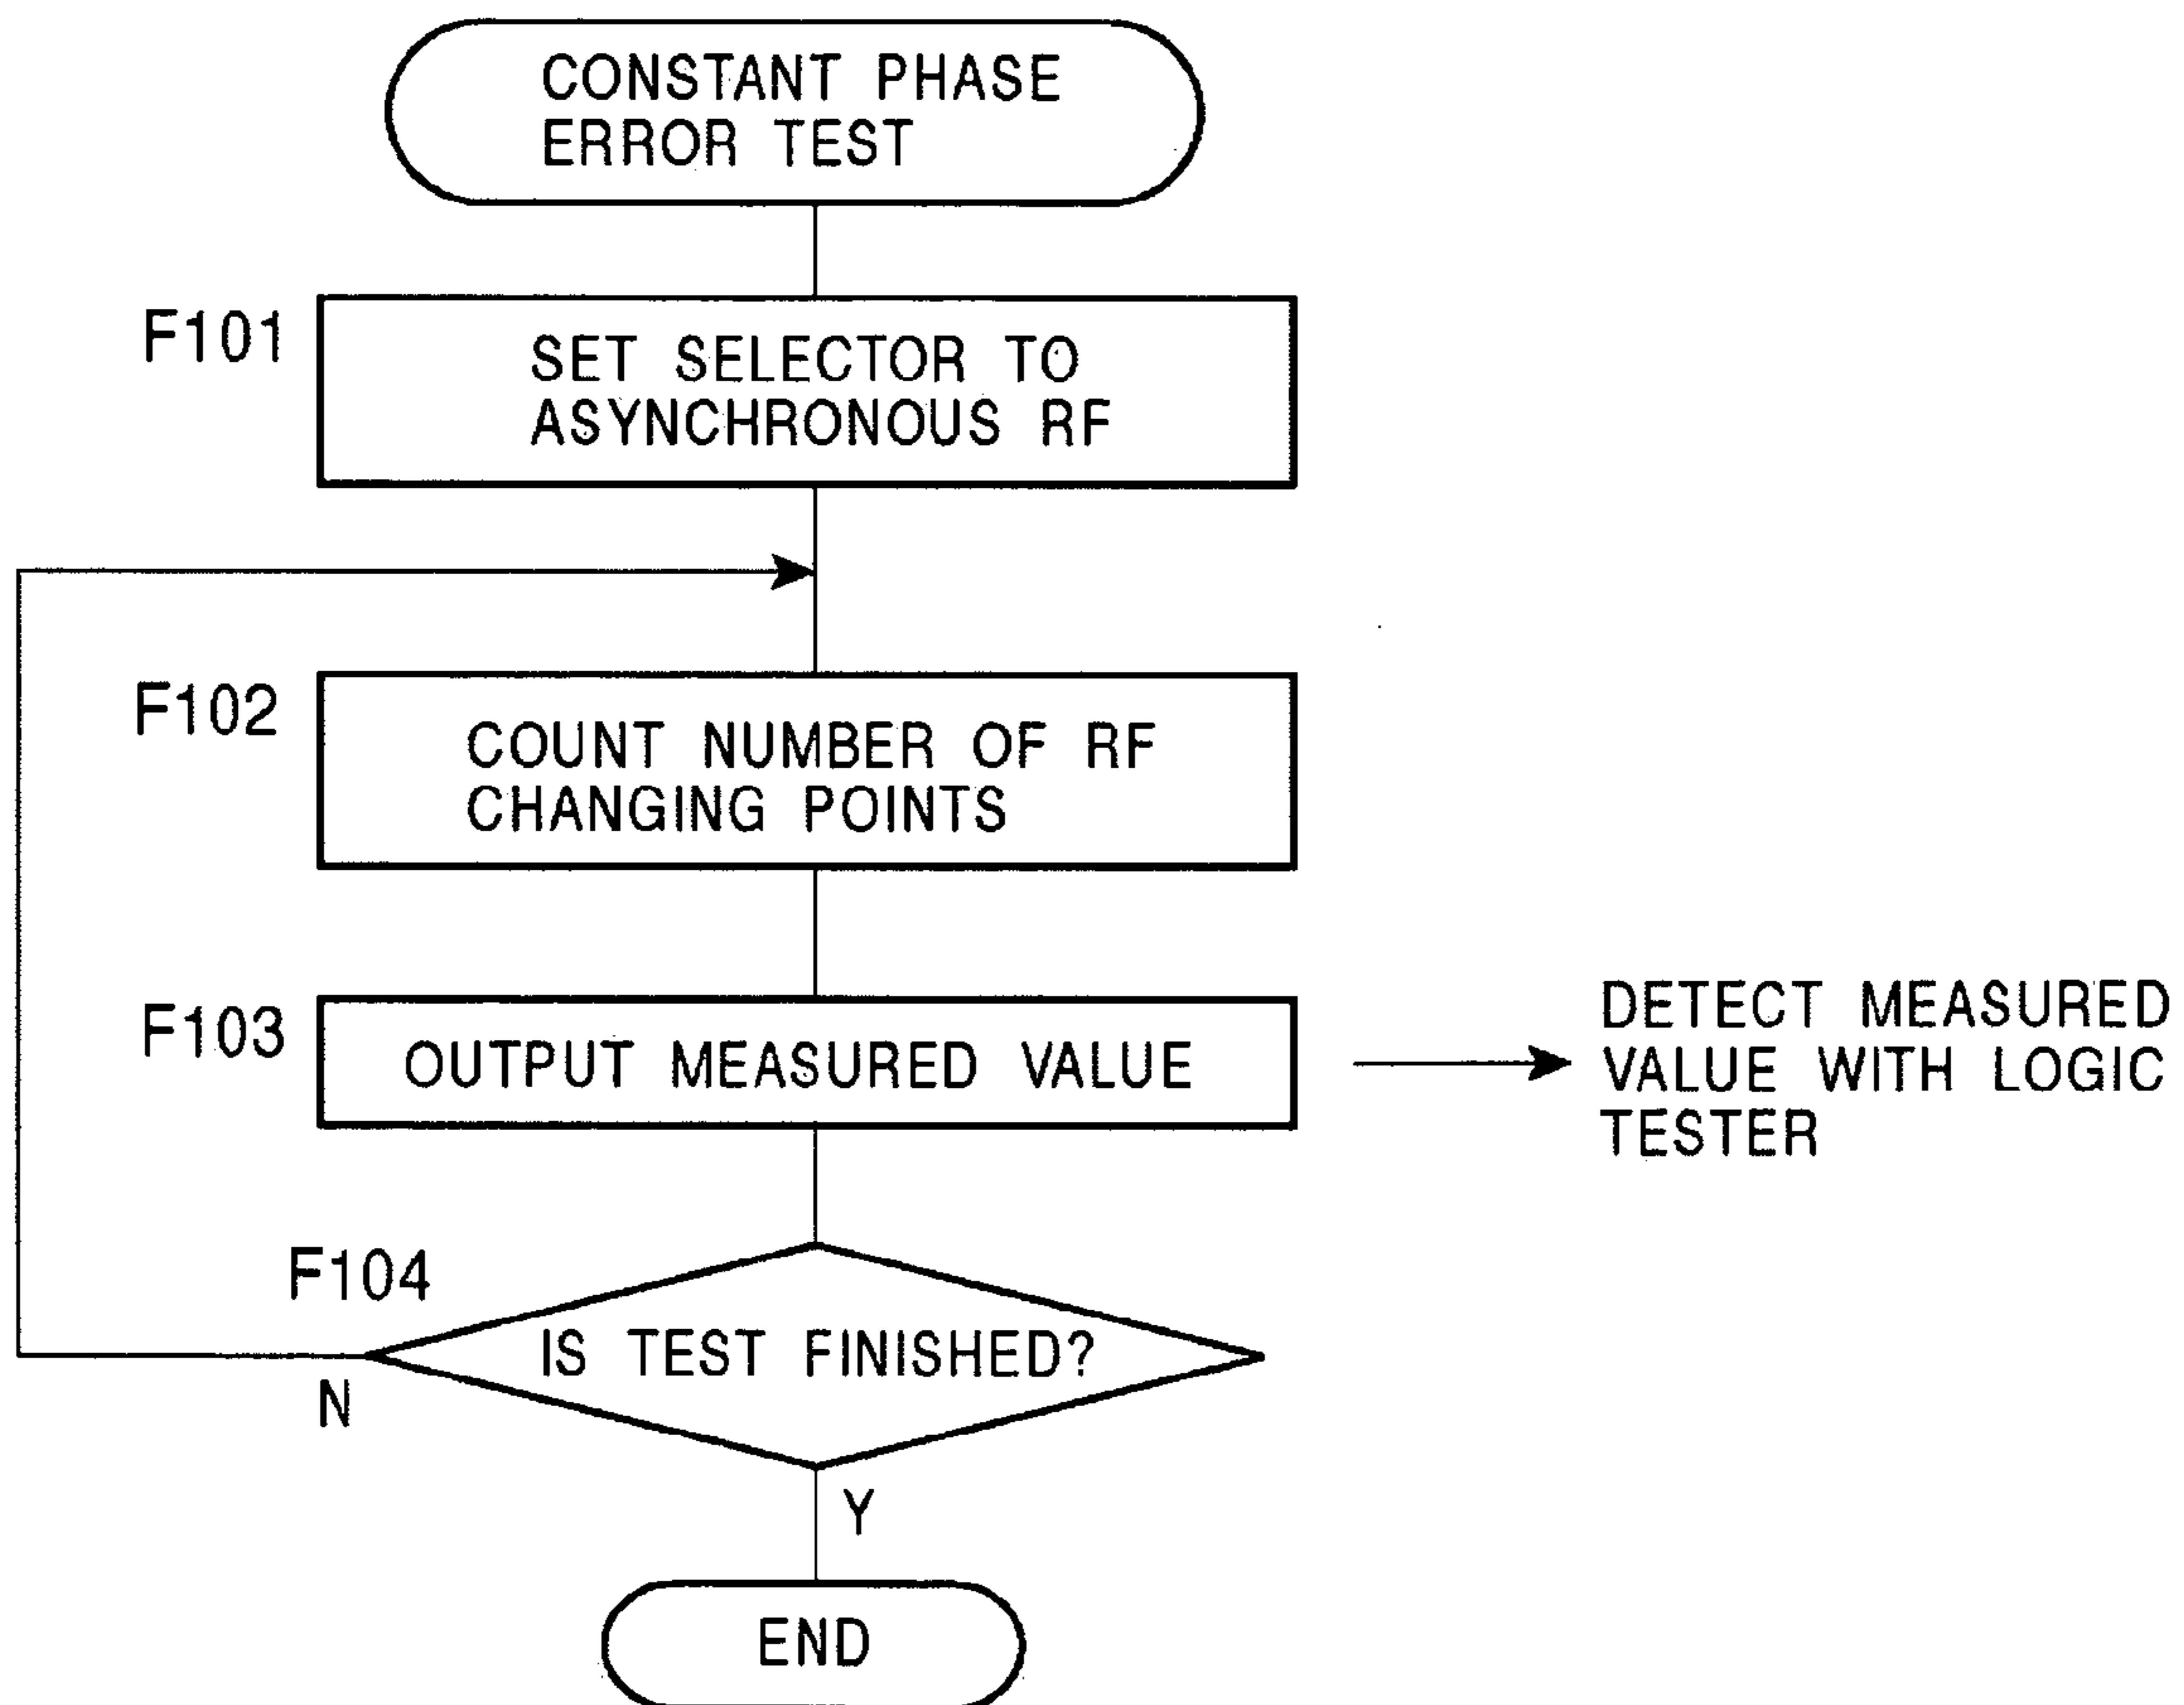 CONSTANT PHASE
ERROR TEST
F101
SET SELECTOR TO
ASYNCHRONOUS RF
F102
COUNT NUMBER OF RF
CHANGING POINTS
F103
OUTPUT MEASURED VALUE
DETECT MEASURED
VALUE WITH LOGIC
TESTER
F104
IS TEST FINISHED?
N
Y
END